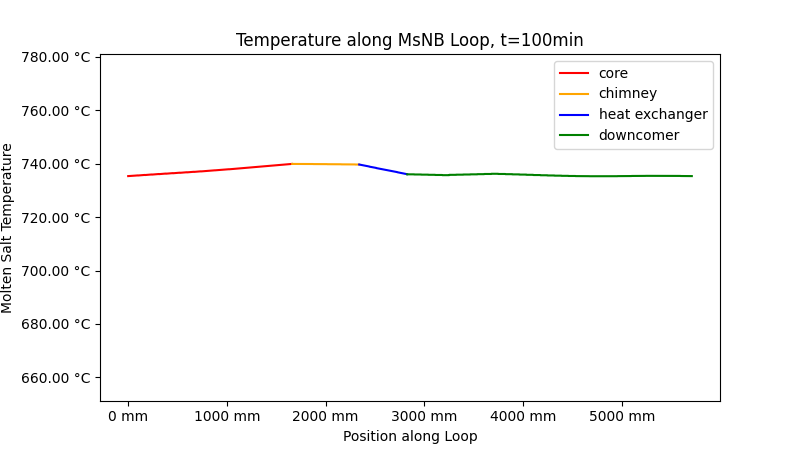 Temperature along MsNB Loop, t=100min
780.00 °C
760.00 °C
740.00 °C
720.00 °C
700.00 °C
680.00 °C
660.00 °C
Molten Salt Temperature
core
chimney
heat exchanger
downcomer
0 mm
1000 mm
2000 mm
3000 mm
4000 mm
5000 mm
Position along Loop